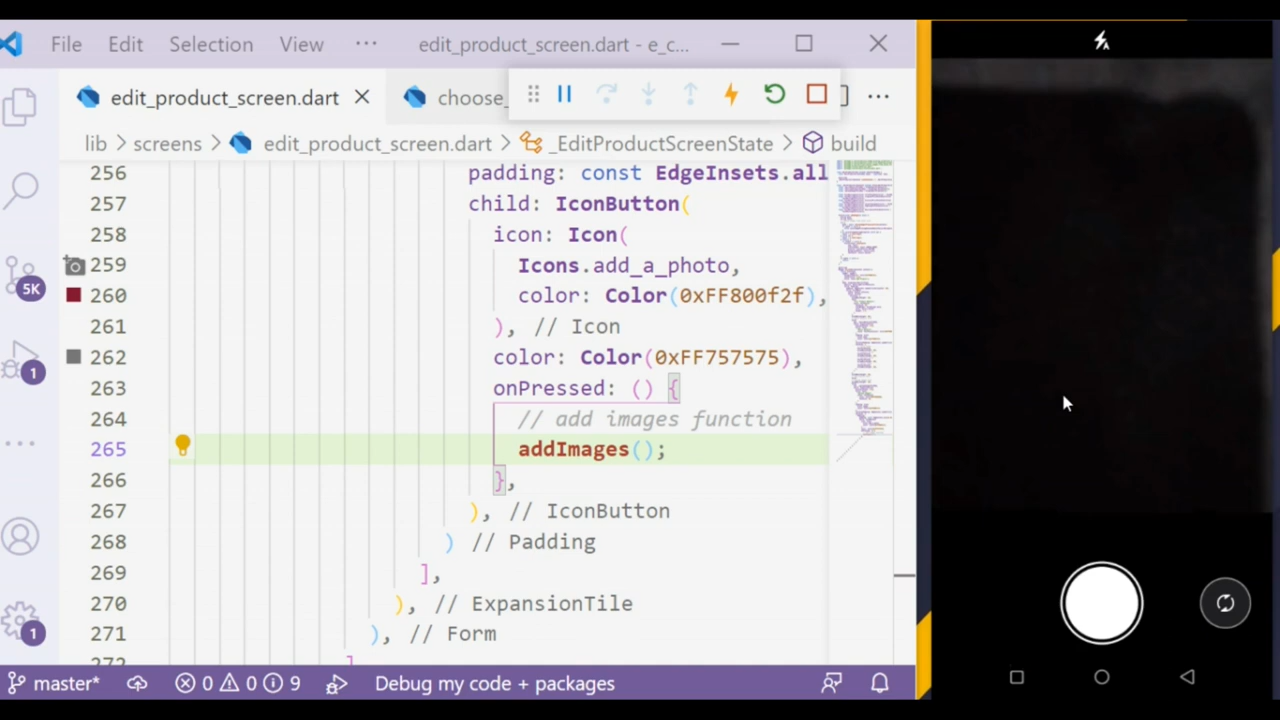 File Edit Selection View ··· edit_product_screen.dart - e_c...
edit_product_screen.dart choose_
lib > screens > edit_product_screen.dart > _EditProductScreenState > build
256 padding: const EdgeInsets.all
257 child: IconButton(
258 icon: Icon(
259 Icons.add_a_photo,
260 color: Color(0xFF800f2f),
261 ), // Icon
262 color: Color(0xFF757575),
263 onPressed: () {
264 // add images function
265 addImages();
266 },
267 ), // IconButton
268 ) // Padding
269 ],
270 ), // ExpansionTile
271 ), // Form
272 ]
5K
1
1
master* 0 0 9 Debug my code + packages